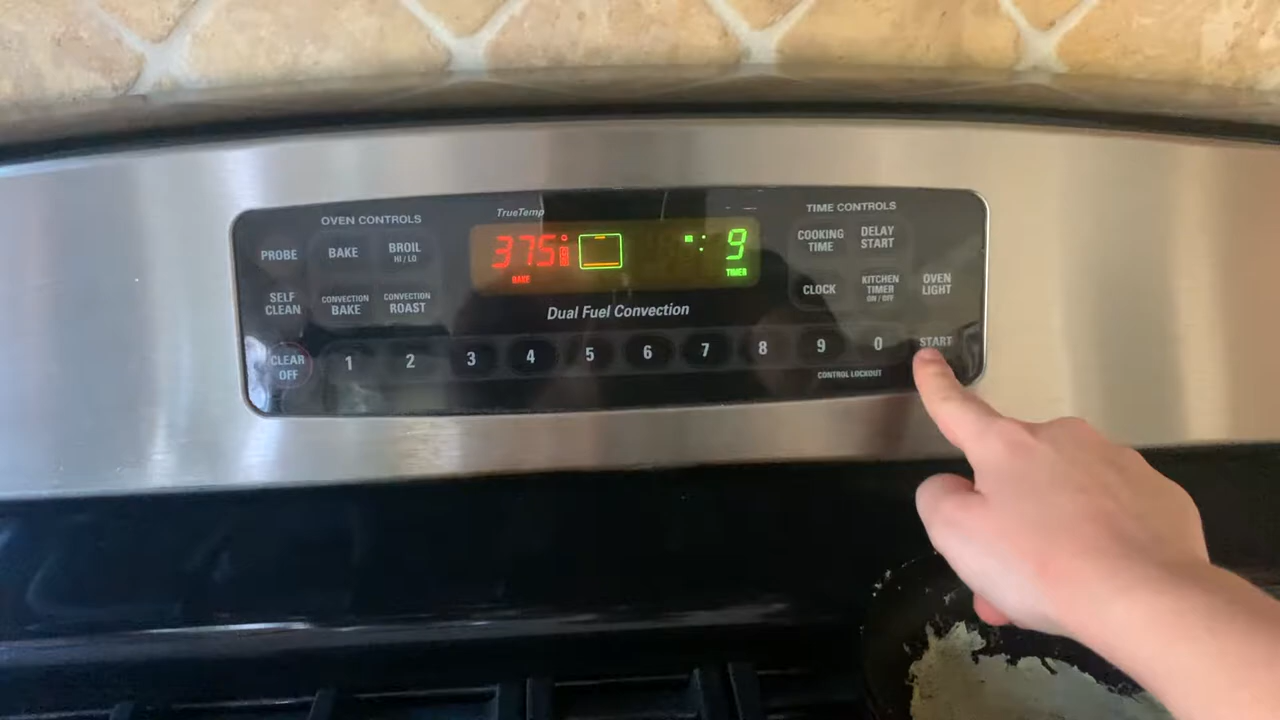 OVEN CONTROLS
TrueTemp
TIME CONTROLS
PROBE
BAKE
BROIL
HI / LO
375°
BAKE
: 9
TIMER
COOKING
TIME
DELAY
START
SELF
CLEAN
CONVECTION
BAKE
CONVECTION
ROAST
Dual Fuel Convection
CLOCK
KITCHEN
TIMER
ON / OFF
OVEN
LIGHT
CLEAR
OFF
1 2 3 4 5 6 7 8 9 0
START
CONTROL LOCKOUT